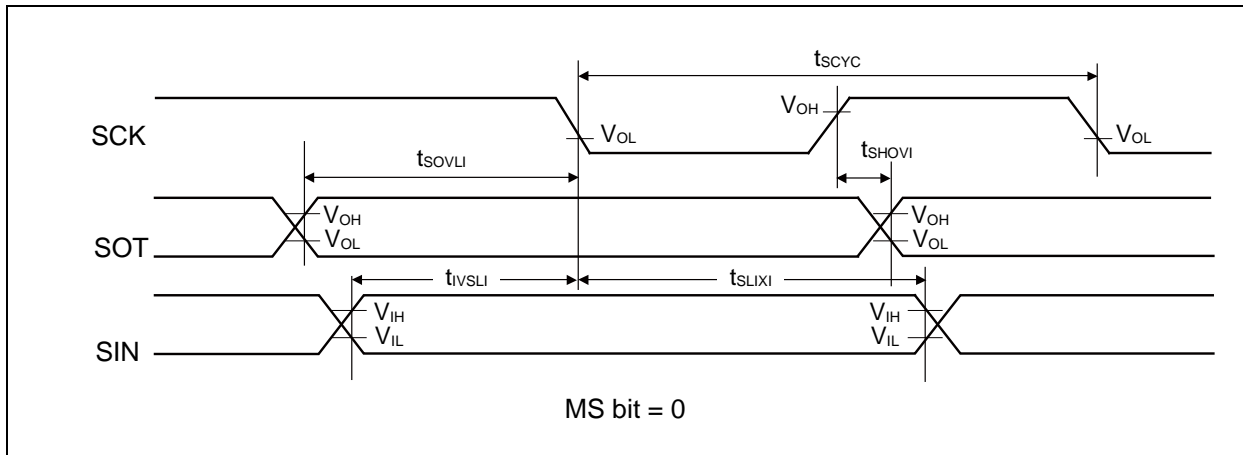 tSCYC
SCK
VOH
VOL
VOL
tSOVLI
tSHOVI
SOT
VOH
VOL
VOH
VOL
tIVSLI
tSLIXI
SIN
VIH
VIL
VIH
VIL
MS bit = 0